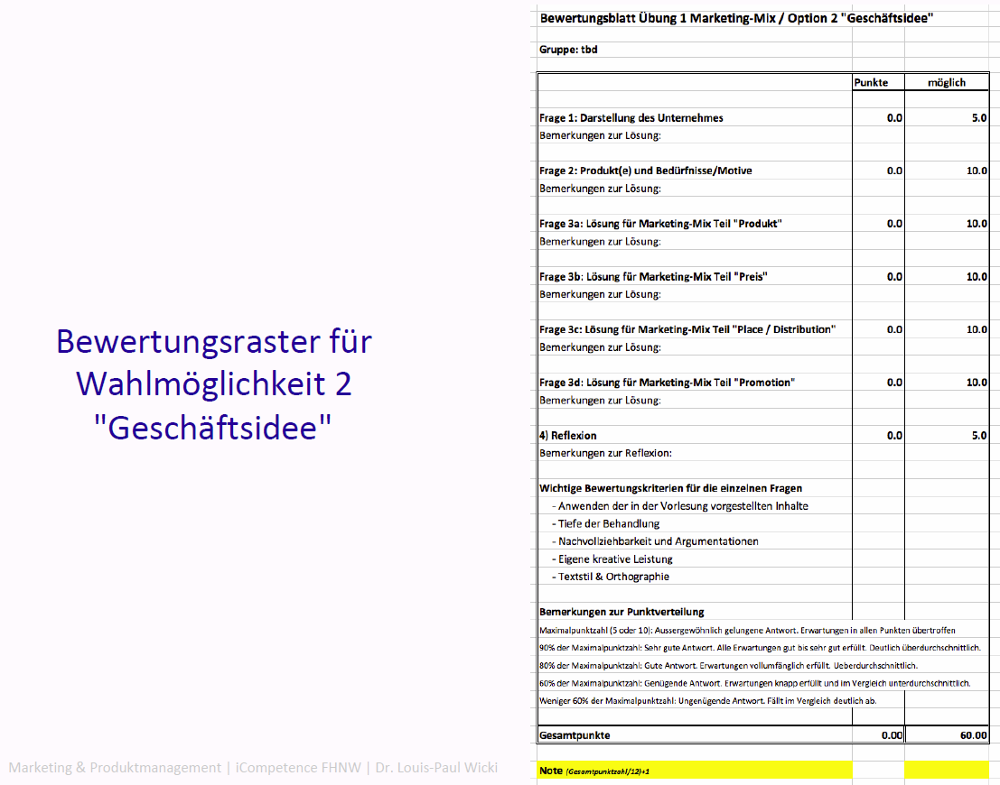 Bewertungsraster für
Wahlmöglichkeit 2
"Geschäftsidee"
Marketing & Produktmanagement | iCompetence FHNW | Dr. Louis-Paul Wicki
Bewertungsblatt Übung 1 Marketing-Mix / Option 2 "Geschäftsidee"
Gruppe: tbd
Punkte möglich
Frage 1: Darstellung des Unternehmes 0.0 5.0
Bemerkungen zur Lösung:
Frage 2: Produkt(e) und Bedürfnisse/Motive 0.0 10.0
Bemerkungen zur Lösung:
Frage 3a: Lösung für Marketing-Mix Teil "Produkt" 0.0 10.0
Bemerkungen zur Lösung:
Frage 3b: Lösung für Marketing-Mix Teil "Preis" 0.0 10.0
Bemerkungen zur Lösung:
Frage 3c: Lösung für Marketing-Mix Teil "Place / Distribution" 0.0 10.0
Bemerkungen zur Lösung:
Frage 3d: Lösung für Marketing-Mix Teil "Promotion" 0.0 10.0
Bemerkungen zur Lösung:
4) Reflexion 0.0 5.0
Bemerkungen zur Reflexion:
Wichtige Bewertungskriterien für die einzelnen Fragen
- Anwenden der in der Vorlesung vorgestellten Inhalte
- Tiefe der Behandlung
- Nachvollziehbarkeit und Argumentationen
- Eigene kreative Leistung
- Textstil & Orthographie
Bemerkungen zur Punktverteilung
Maximalpunktzahl (5 oder 10): Aussergewöhnlich gelungene Antwort. Erwartungen in allen Punkten übertroffen
90% der Maximalpunktzahl: Sehr gute Antwort. Alle Erwartungen gut bis sehr gut erfüllt. Deutlich überdurchschnittlich.
80% der Maximalpunktzahl: Gute Antwort. Erwartungen vollumfänglich erfüllt. Ueberdurchschnittlich.
60% der Maximalpunktzahl: Genügende Antwort. Erwartungen knapp erfüllt und im Vergleich unterdurchschnittlich.
Weniger 60% der Maximalpunktzahl: Ungenügende Antwort. Fällt im Vergleich deutlich ab.
Gesamtpunkte 0.00 60.00
Note (Gesamtpunktzahl/12)+1